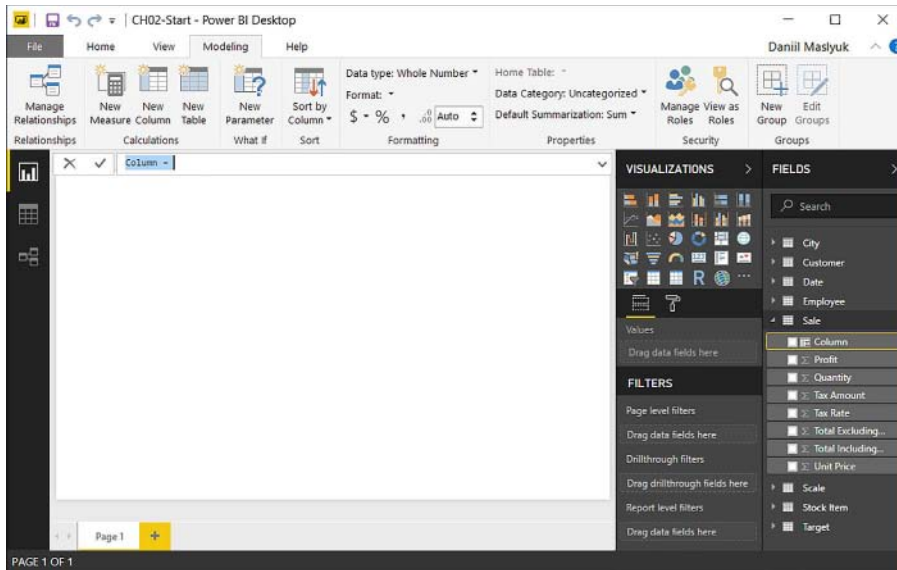 CH02-Start - Power BI Desktop
File Home View Modeling Help Daniil Maslyuk
Manage Relationships
New Measure
New Column
New Table
New Parameter
Sort by Column
Data type: Whole Number
Format:
$ % , .00 Auto
Home Table:
Data Category: Uncategorized
Default Summarization: Sum
Manage Roles
View as Roles
New Group
Edit Groups
Relationships Calculations What If Sort Formatting Properties Security Groups
Column =
VISUALIZATIONS
R
Values
Drag data fields here
FILTERS
Page level filters
Drag data fields here
Drillthrough filters
Drag drillthrough fields here
Report level filters
Drag data fields here
FIELDS
Search
City
Customer
Date
Employee
Sale
Column
Profit
Quantity
Tax Amount
Tax Rate
Total Excluding...
Total Including...
Unit Price
Scale
Stock Item
Target
Page 1
PAGE 1 OF 1